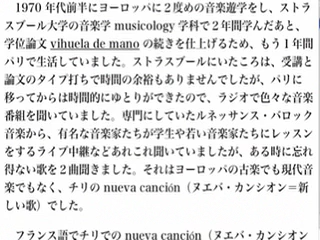 1970 年代前半にヨーロッパに2度めの音楽遊学をし、ストラ
スブール大学の音楽学 musicology 学科で2年間学んだあと、
学位論文 vihuela de mano の続きを仕上げるため、もう1年間
パリで生活していました。ストラスブールにいたころは、受講と
論文のタイプ打ちで時間の余裕もありませんでしたが、パリに
移ってからは時間的にゆとりができたので、ラジオで色々な音楽
番組を聞いていました。専門にしていたルネッサンス・バロック
音楽から、有名な音楽家たちが学生や若い音楽家たちにレッスン
をするライブ中継などあれこれ聞いていましたが、ある時に忘れ
得ない歌を2曲聞きました。それはヨーロッパの古楽でも現代音
楽でもなく、チリの nueva canción（ヌエバ・カンシオン＝新
しい歌）でした。
フランス語でチリでの nueva canción（ヌエバ・カンシオン